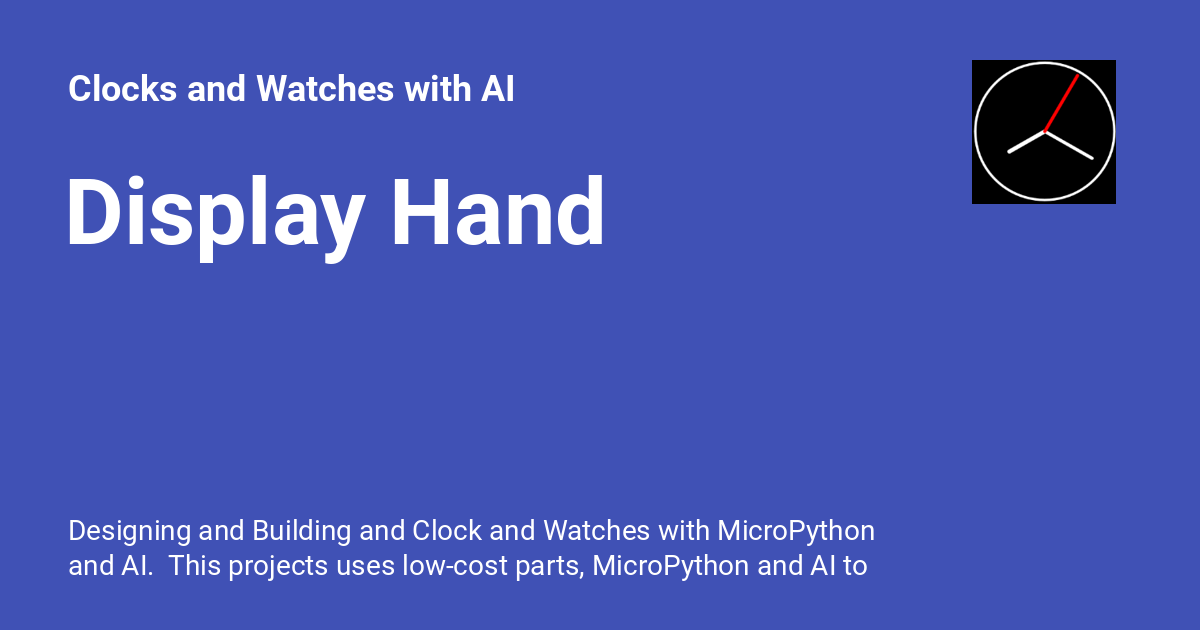 Clocks and Watches with AI
Display Hand
Designing and Building and Clock and Watches with MicroPython
and AI.  This projects uses low-cost parts, MicroPython and AI to